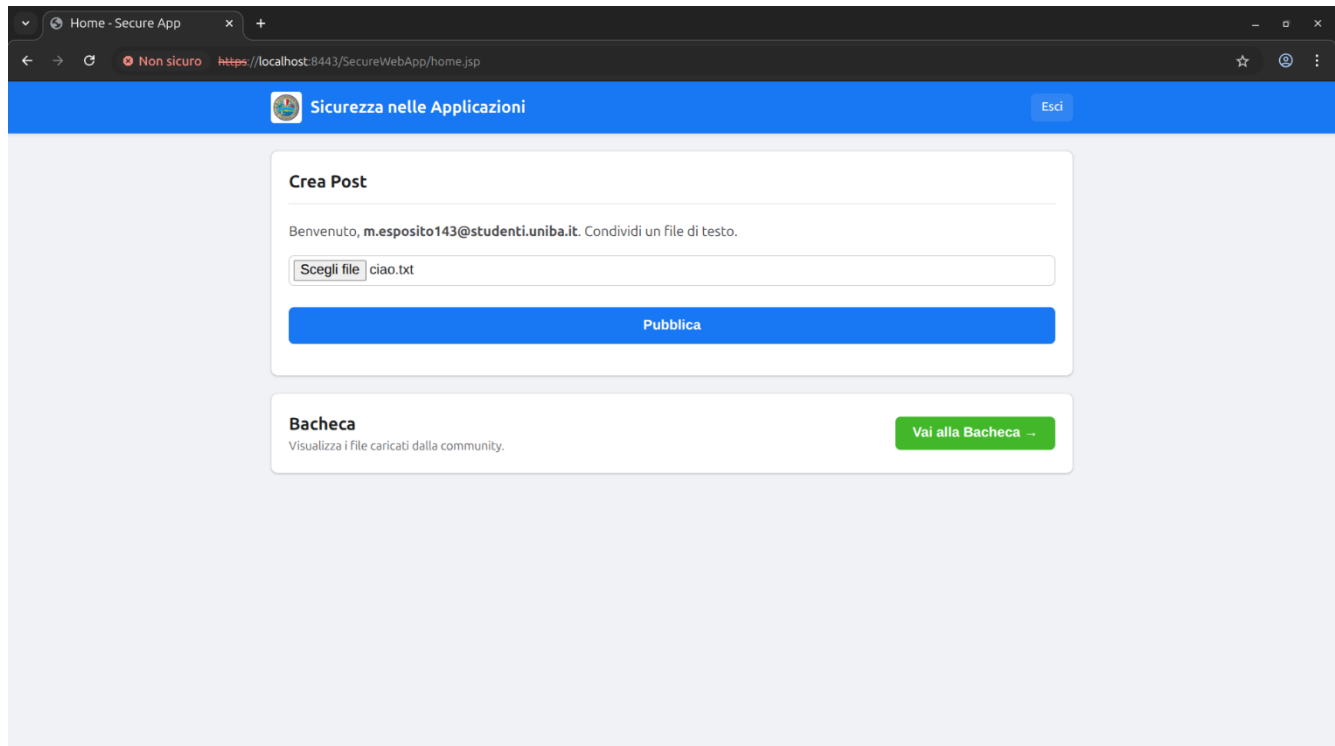 Home - Secure App
Non sicuro https://localhost:8443/SecureWebApp/home.jsp
Sicurezza nelle Applicazioni
Esci
Crea Post
Benvenuto, m.esposito143@studenti.uniba.it. Condividi un file di testo.
Scegli file ciao.txt
Pubblica
Bacheca
Visualizza i file caricati dalla community.
Vai alla Bacheca →